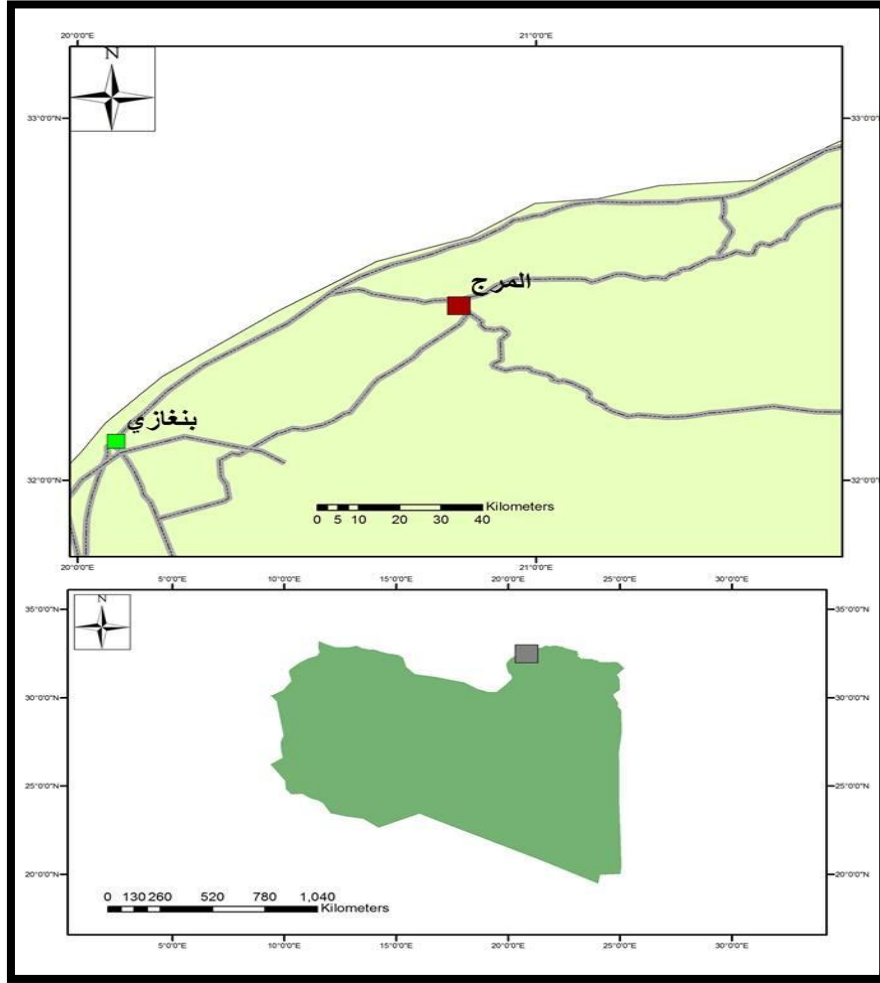 20°0'0"E 21°0'0"E
N
33°0'0"N 33°0'0"N
المرج
بنغازي
32°0'0"N 32°0'0"N
Kilometers
0 5 10 20 30 40
20°0'0"E 21°0'0"E
5°0'0"E 10°0'0"E 15°0'0"E 20°0'0"E 25°0'0"E 30°0'0"E
N
35°0'0"N 35°0'0"N
30°0'0"N 30°0'0"N
25°0'0"N 25°0'0"N
20°0'0"N 20°0'0"N
0 130 260 520 780 1,040
Kilometers
5°0'0"E 10°0'0"E 15°0'0"E 20°0'0"E 25°0'0"E 30°0'0"E